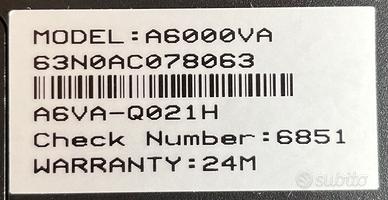 MODEL:A6000VA
63N0AC078063
A6VA-Q021H
Check Number:6851
WARRANTY:24M
subito